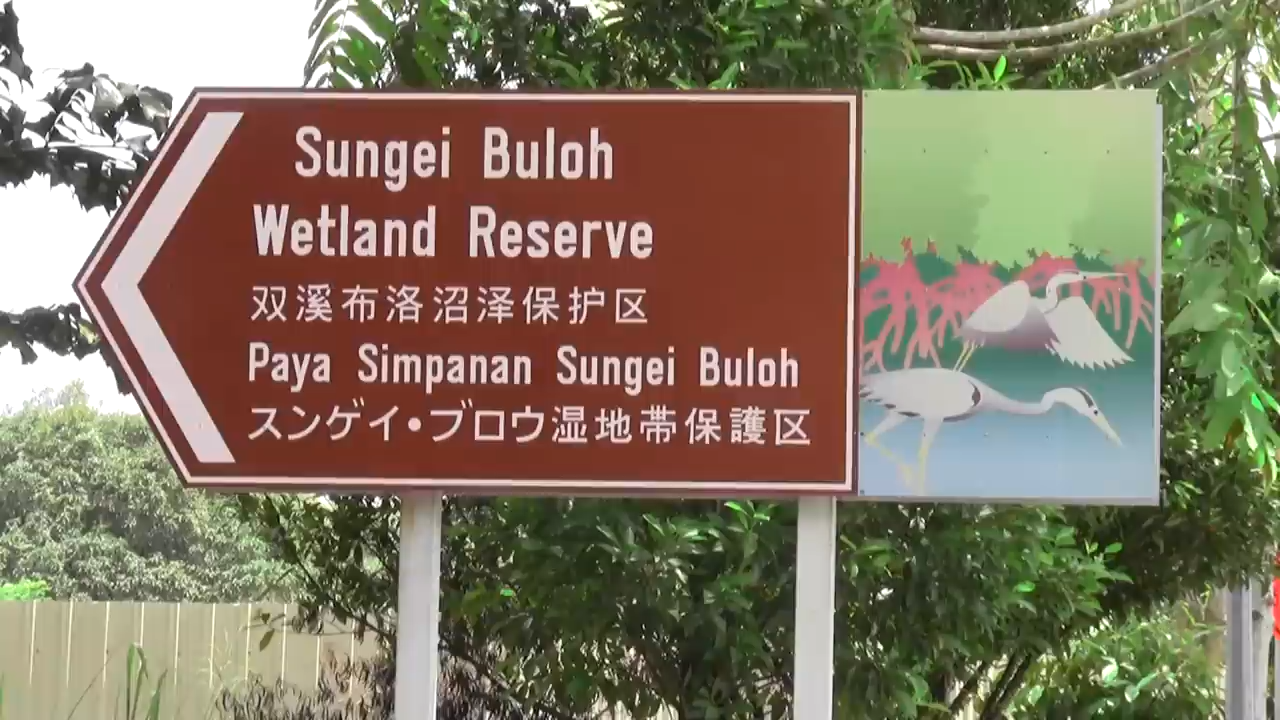 Sungei Buloh
Wetland Reserve
双溪布洛沼泽保护区
Paya Simpanan Sungei Buloh
スンゲイ•ブロウ湿地帯保護区